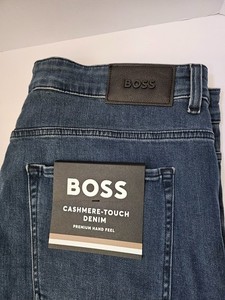 BOSS
BOSS
CASHMERE-TOUCH
DENIM
PREMIUM HAND FEEL